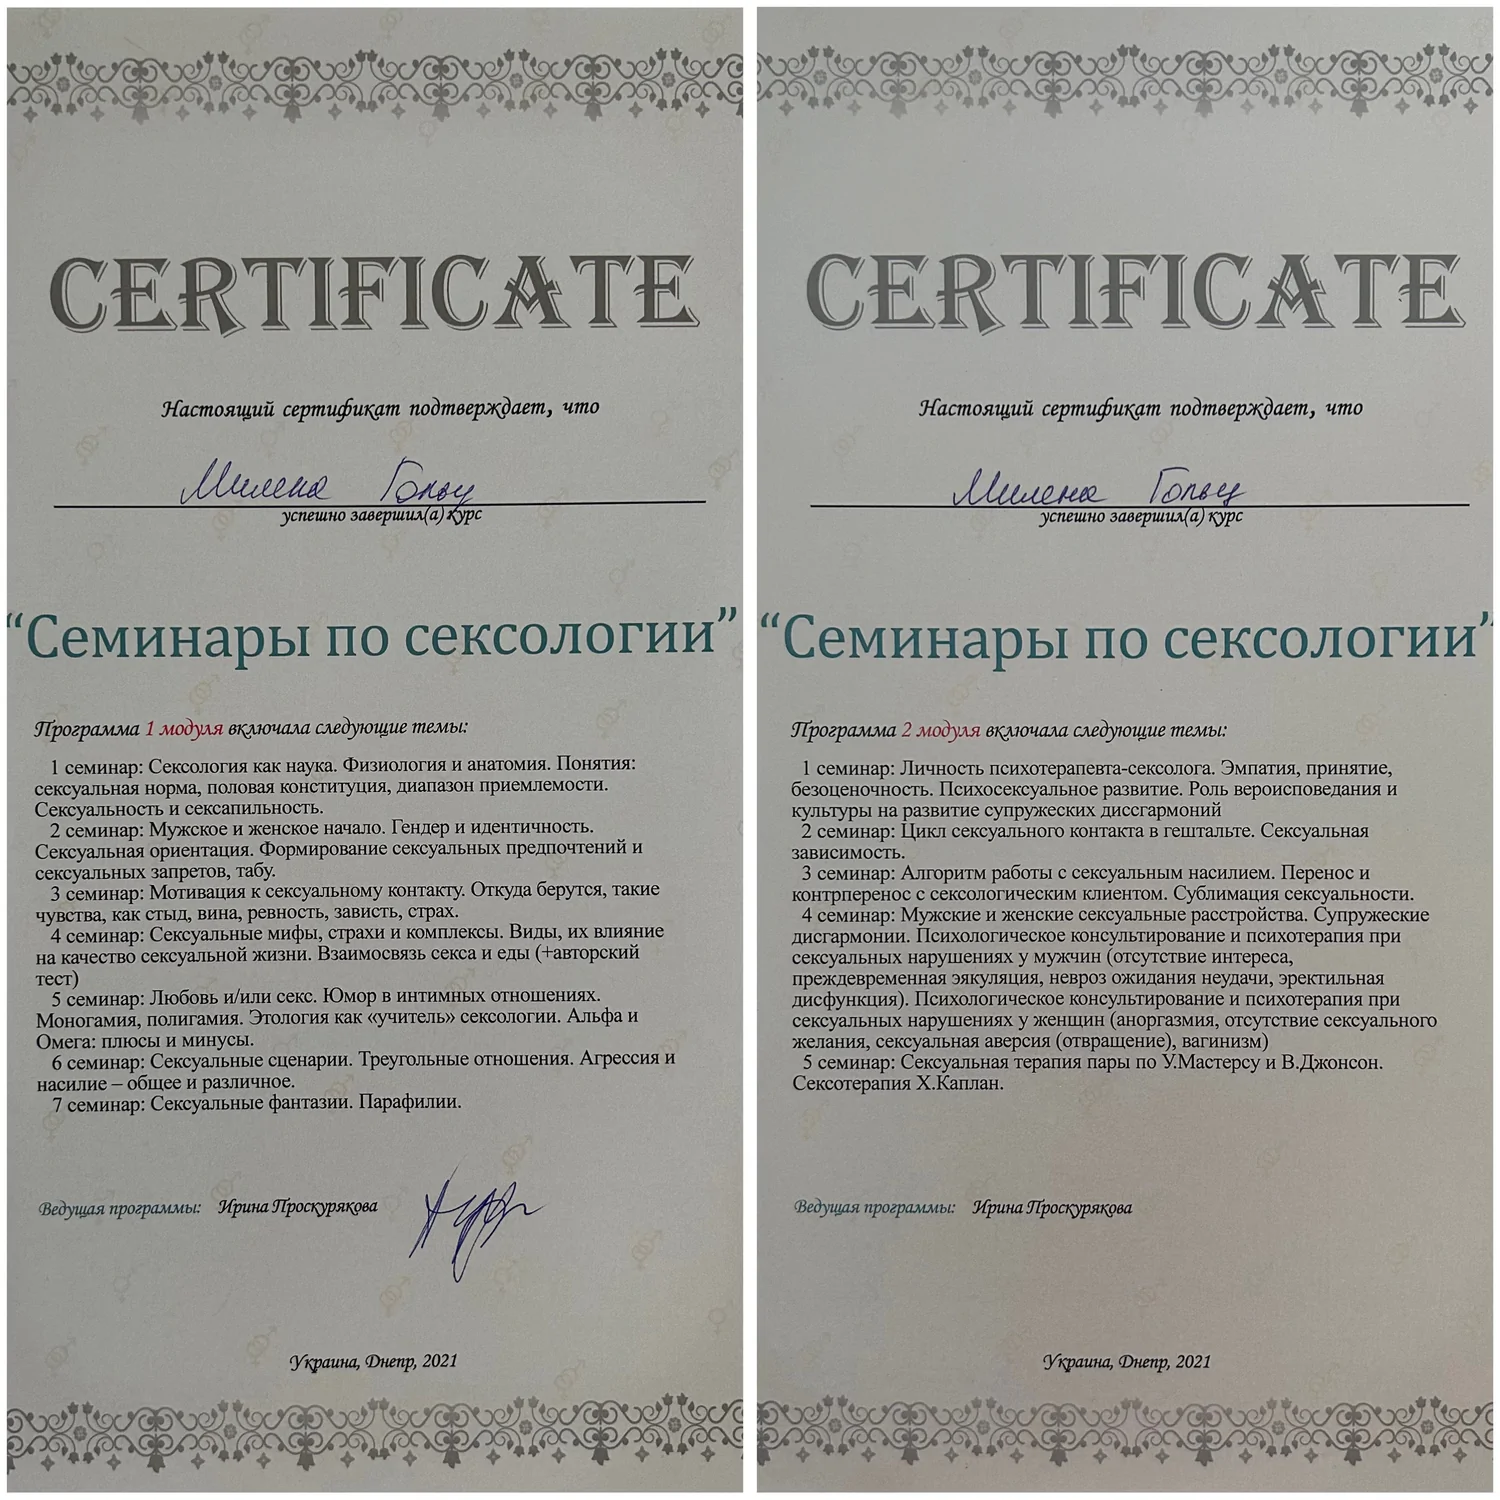 CERTIFICATE
Настоящий сертификат подтверждает, что
Милена Гольц
успешно завершил(а) курс
“Семинары по сексологии”
Программа 1 модуля включала следующие темы:
1 семинар: Сексология как наука. Физиология и анатомия. Понятия:
сексуальная норма, половая конституция, диапазон приемлемости.
Сексуальность и сексапильность.
2 семинар: Мужское и женское начало. Гендер и идентичность.
Сексуальная ориентация. Формирование сексуальных предпочтений и
сексуальных запретов, табу.
3 семинар: Мотивация к сексуальному контакту. Откуда берутся, такие
чувства, как стыд, вина, ревность, зависть, страх.
4 семинар: Сексуальные мифы, страхи и комплексы. Виды, их влияние
на качество сексуальной жизни. Взаимосвязь секса и еды (+авторский
тест)
5 семинар: Любовь и/или секс. Юмор в интимных отношениях.
Моногамия, полигамия. Этология как «учитель» сексологии. Альфа и
Омега: плюсы и минусы.
6 семинар: Сексуальные сценарии. Треугольные отношения. Агрессия и
насилие – общее и различное.
7 семинар: Сексуальные фантазии. Парафилии.
Ведущая программы: Ирина Проскурякова
Украина, Днепр, 2021
CERTIFICATE
Настоящий сертификат подтверждает, что
Милена Гольц
успешно завершил(а) курс
“Семинары по сексологии”
Программа 2 модуля включала следующие темы:
1 семинар: Личность психотерапевта-сексолога. Эмпатия, принятие,
безоценочность. Психосексуальное развитие. Роль вероисповедания и
культуры на развитие супружеских диссгармоний
2 семинар: Цикл сексуального контакта в гештальте. Сексуальная
зависимость.
3 семинар: Алгоритм работы с сексуальным насилием. Перенос и
контрперенос с сексологическим клиентом. Сублимация сексуальности.
4 семинар: Мужские и женские сексуальные расстройства. Супружеские
дисгармонии. Психологическое консультирование и психотерапия при
сексуальных нарушениях у мужчин (отсутствие интереса,
преждевременная эякуляция, невроз ожидания неудачи, эректильная
дисфункция). Психологическое консультирование и психотерапия при
сексуальных нарушениях у женщин (аноргазмия, отсутствие сексуального
желания, сексуальная аверсия (отвращение), вагинизм)
5 семинар: Сексуальная терапия пары по У.Мастерсу и В.Джонсон.
Сексотерапия Х.Каплан.
Ведущая программы: Ирина Проскурякова
Украина, Днепр, 2021